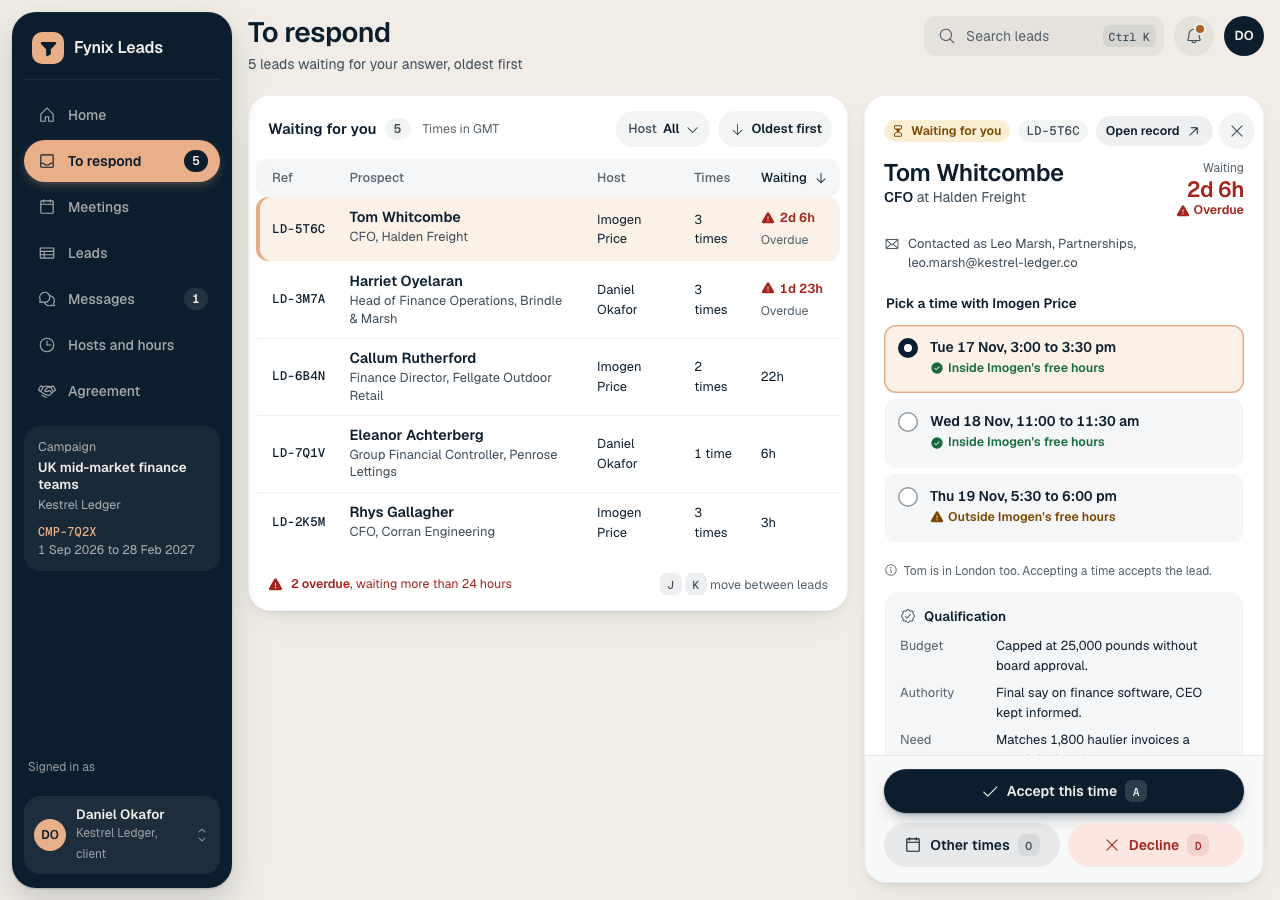 Fynix Leads
Home
To respond 5
Meetings
Leads
Messages 1
Hosts and hours
Agreement
Campaign
UK mid-market finance
teams
Kestrel Ledger
CMP-7Q2X
1 Sep 2026 to 28 Feb 2027
Signed in as
DO
Daniel Okafor
Kestrel Ledger,
client
To respond
5 leads waiting for your answer, oldest first
Search leads Ctrl K
DO
Waiting for you 5 Times in GMT Host All Oldest first
Ref Prospect Host Times Waiting
LD-5T6C Tom Whitcombe Imogen 3 2d 6h
CFO, Halden Freight Price times Overdue
LD-3M7A Harriet Oyelaran Daniel 3 1d 23h
Head of Finance Operations, Brindle Okafor times Overdue
& Marsh
LD-6B4N Callum Rutherford Imogen 2 22h
Finance Director, Fellgate Outdoor Price times
Retail
LD-7Q1V Eleanor Achterberg Daniel 1 time 6h
Group Financial Controller, Penrose Okafor
Lettings
LD-2K5M Rhys Gallagher Imogen 3 3h
CFO, Corran Engineering Price times
2 overdue, waiting more than 24 hours J K move between leads
Waiting for you LD-5T6C Open record
Tom Whitcombe
CFO at Halden Freight
Waiting
2d 6h
Overdue
Contacted as Leo Marsh, Partnerships,
leo.marsh@kestrel-ledger.co
Pick a time with Imogen Price
Tue 17 Nov, 3:00 to 3:30 pm
Inside Imogen's free hours
Wed 18 Nov, 11:00 to 11:30 am
Inside Imogen's free hours
Thu 19 Nov, 5:30 to 6:00 pm
Outside Imogen's free hours
Tom is in London too. Accepting a time accepts the lead.
Qualification
Budget Capped at 25,000 pounds without
board approval.
Authority Final say on finance software, CEO
kept informed.
Need Matches 1,800 haulier invoices a
Accept this time A
Other times O
Decline D